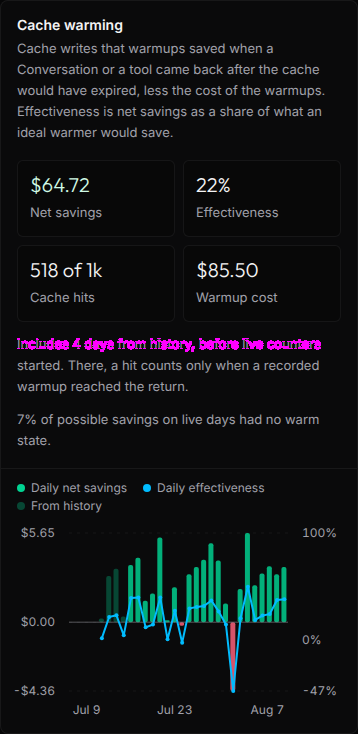 Cache warming
Cache writes that warmups saved when a
Conversation or a tool came back after the cache
would have expired, less the cost of the warmups.
Effectiveness is net savings as a share of what an
ideal warmer would save.
$64.72
22%
Net savings
Effectiveness
518 of 1k
$85.50
Cache hits
Warmup cost
Includes 4 days from history, before live counters
started. There, a hit counts only when a recorded
warmup reached the return.
7% of possible savings on live days had no warm
state.
Daily net savings
Daily effectiveness
From history
$5.65
100%
$0.00
0%
-$4.36
-47%
Jul 9
Jul 23
Aug 7